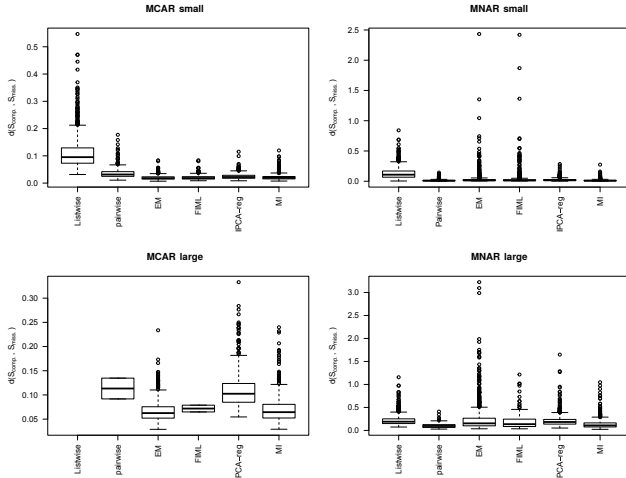 MCAR small
d(Scomp. , Smiss.)
0.5
0.4
0.3
0.2
0.1
0.0
Listwise
pairwise
EM
FIML
IPCA-reg
MI
MNAR small
d(Scomp. , Smiss.)
2.5
2.0
1.5
1.0
0.5
0.0
Listwise
Pairwise
EM
FIML
IPCA-reg
MI
MCAR large
d(Scomp. , Smiss.)
0.30
0.25
0.20
0.15
0.10
0.05
Listwise
pairwise
EM
FIML
PCA-reg
MI
MNAR large
d(Scomp. , Smiss.)
3.0
2.5
2.0
1.5
1.0
0.5
0.0
Listwise
pairwise
EM
FIML
PCA-reg
MI